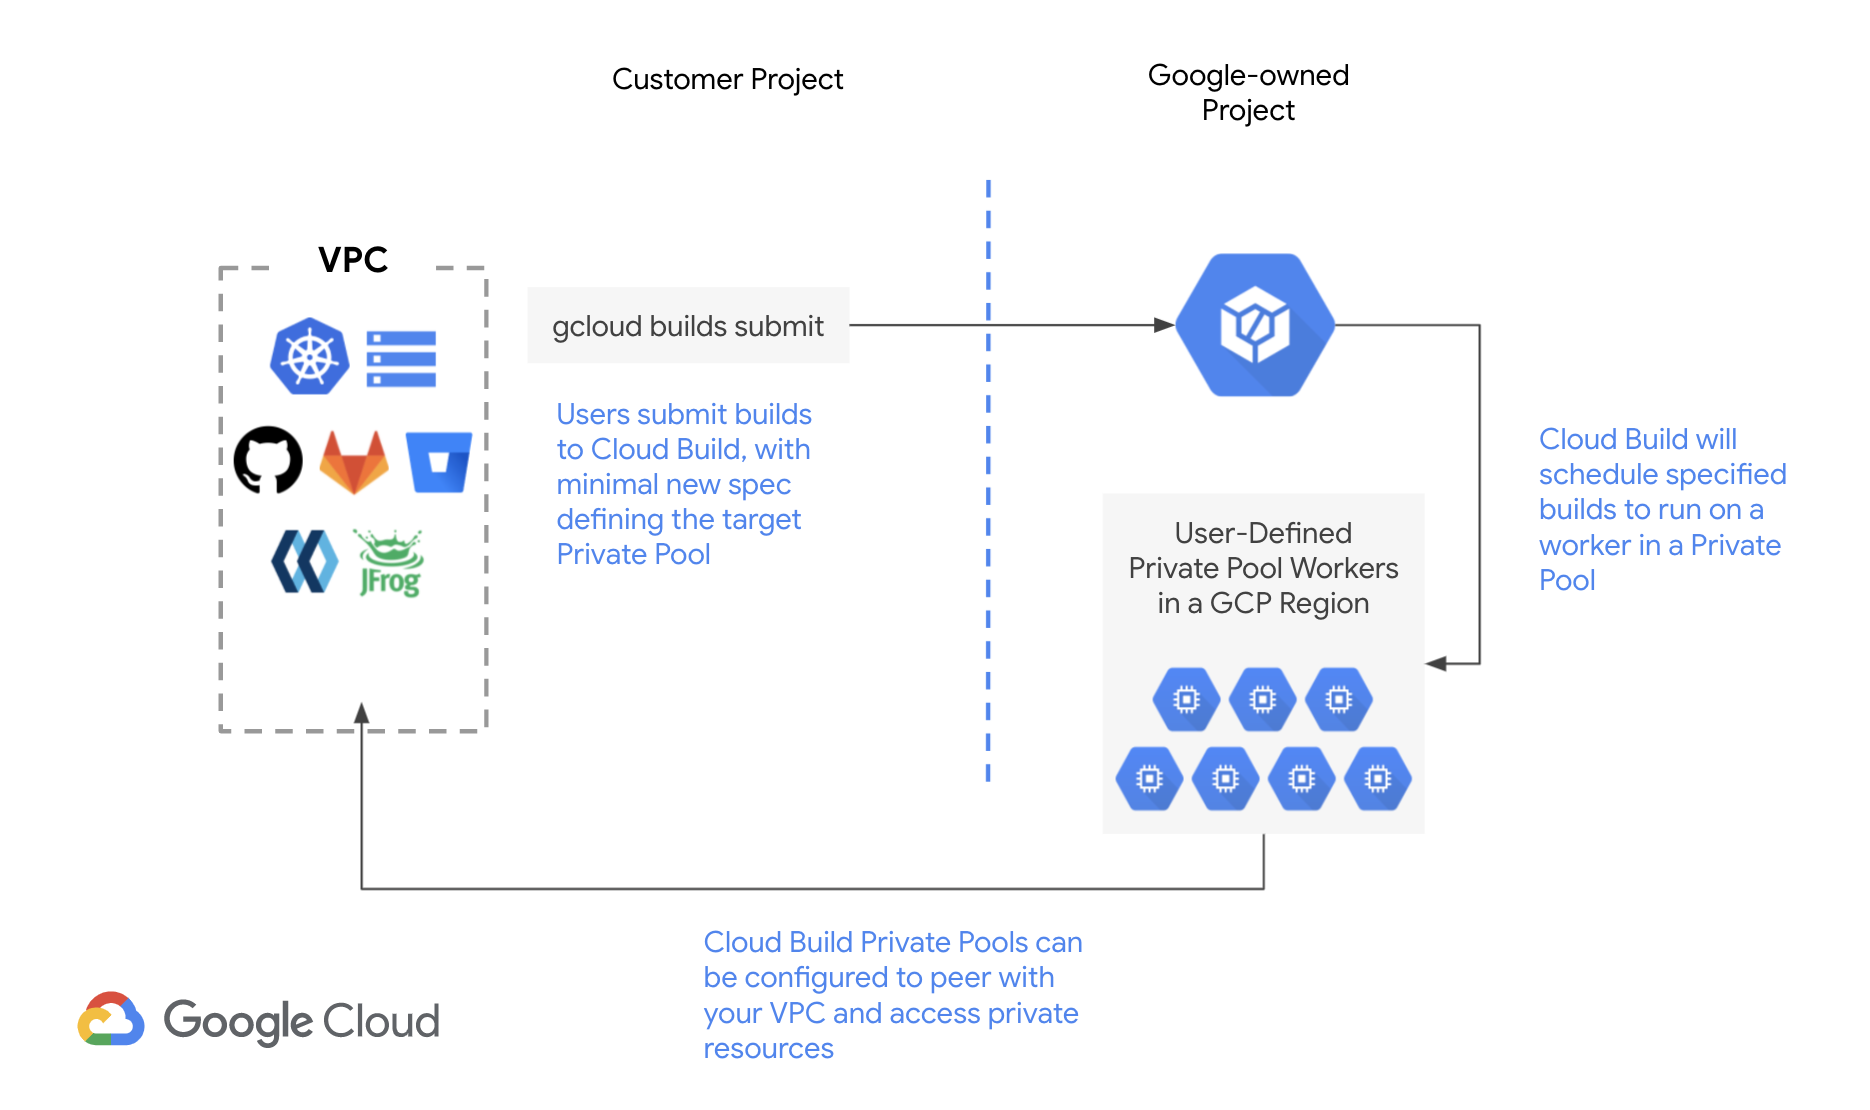 Customer Project
Google-owned
Project
VPC
gcloud builds submit
Users submit builds
to Cloud Build, with
minimal new spec
defining the target
Private Pool
JFrog
Cloud Build will
schedule specified
builds to run on a
worker in a Private
Pool
User-Defined
Private Pool Workers
in a GCP Region
Cloud Build Private Pools can
be configured to peer with
your VPC and access private
resources
Google Cloud